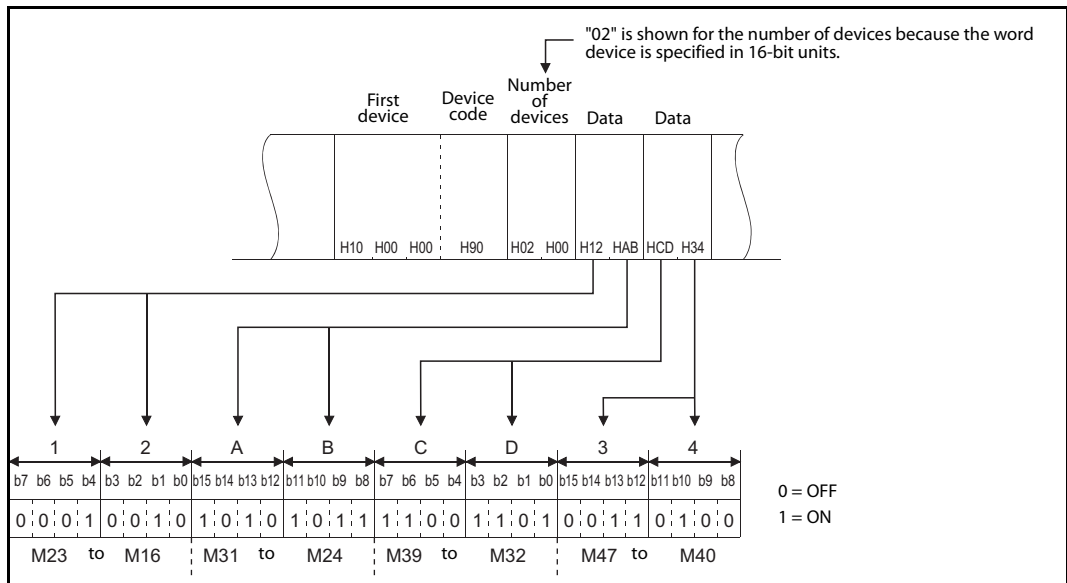 "02" is shown for the number of devices because the word
device is specified in 16-bit units.
First
device
Device
code
Number
of
devices
Data
Data
H10 H00 H00 H90 H02 H00 H12 HAB HCD H34
1 2 A B C D 3 4
b7 b6 b5 b4 b3 b2 b1 b0 b15 b14 b13 b12 b11 b10 b9 b8 b7 b6 b5 b4 b3 b2 b1 b0 b15 b14 b13 b12 b11 b10 b9 b8
0 0 0 1 0 0 1 0 1 0 1 0 1 0 1 1 1 1 0 0 1 1 0 1 0 0 1 1 0 1 0 0
M23 to M16 M31 to M24 M39 to M32 M47 to M40
0 = OFF
1 = ON